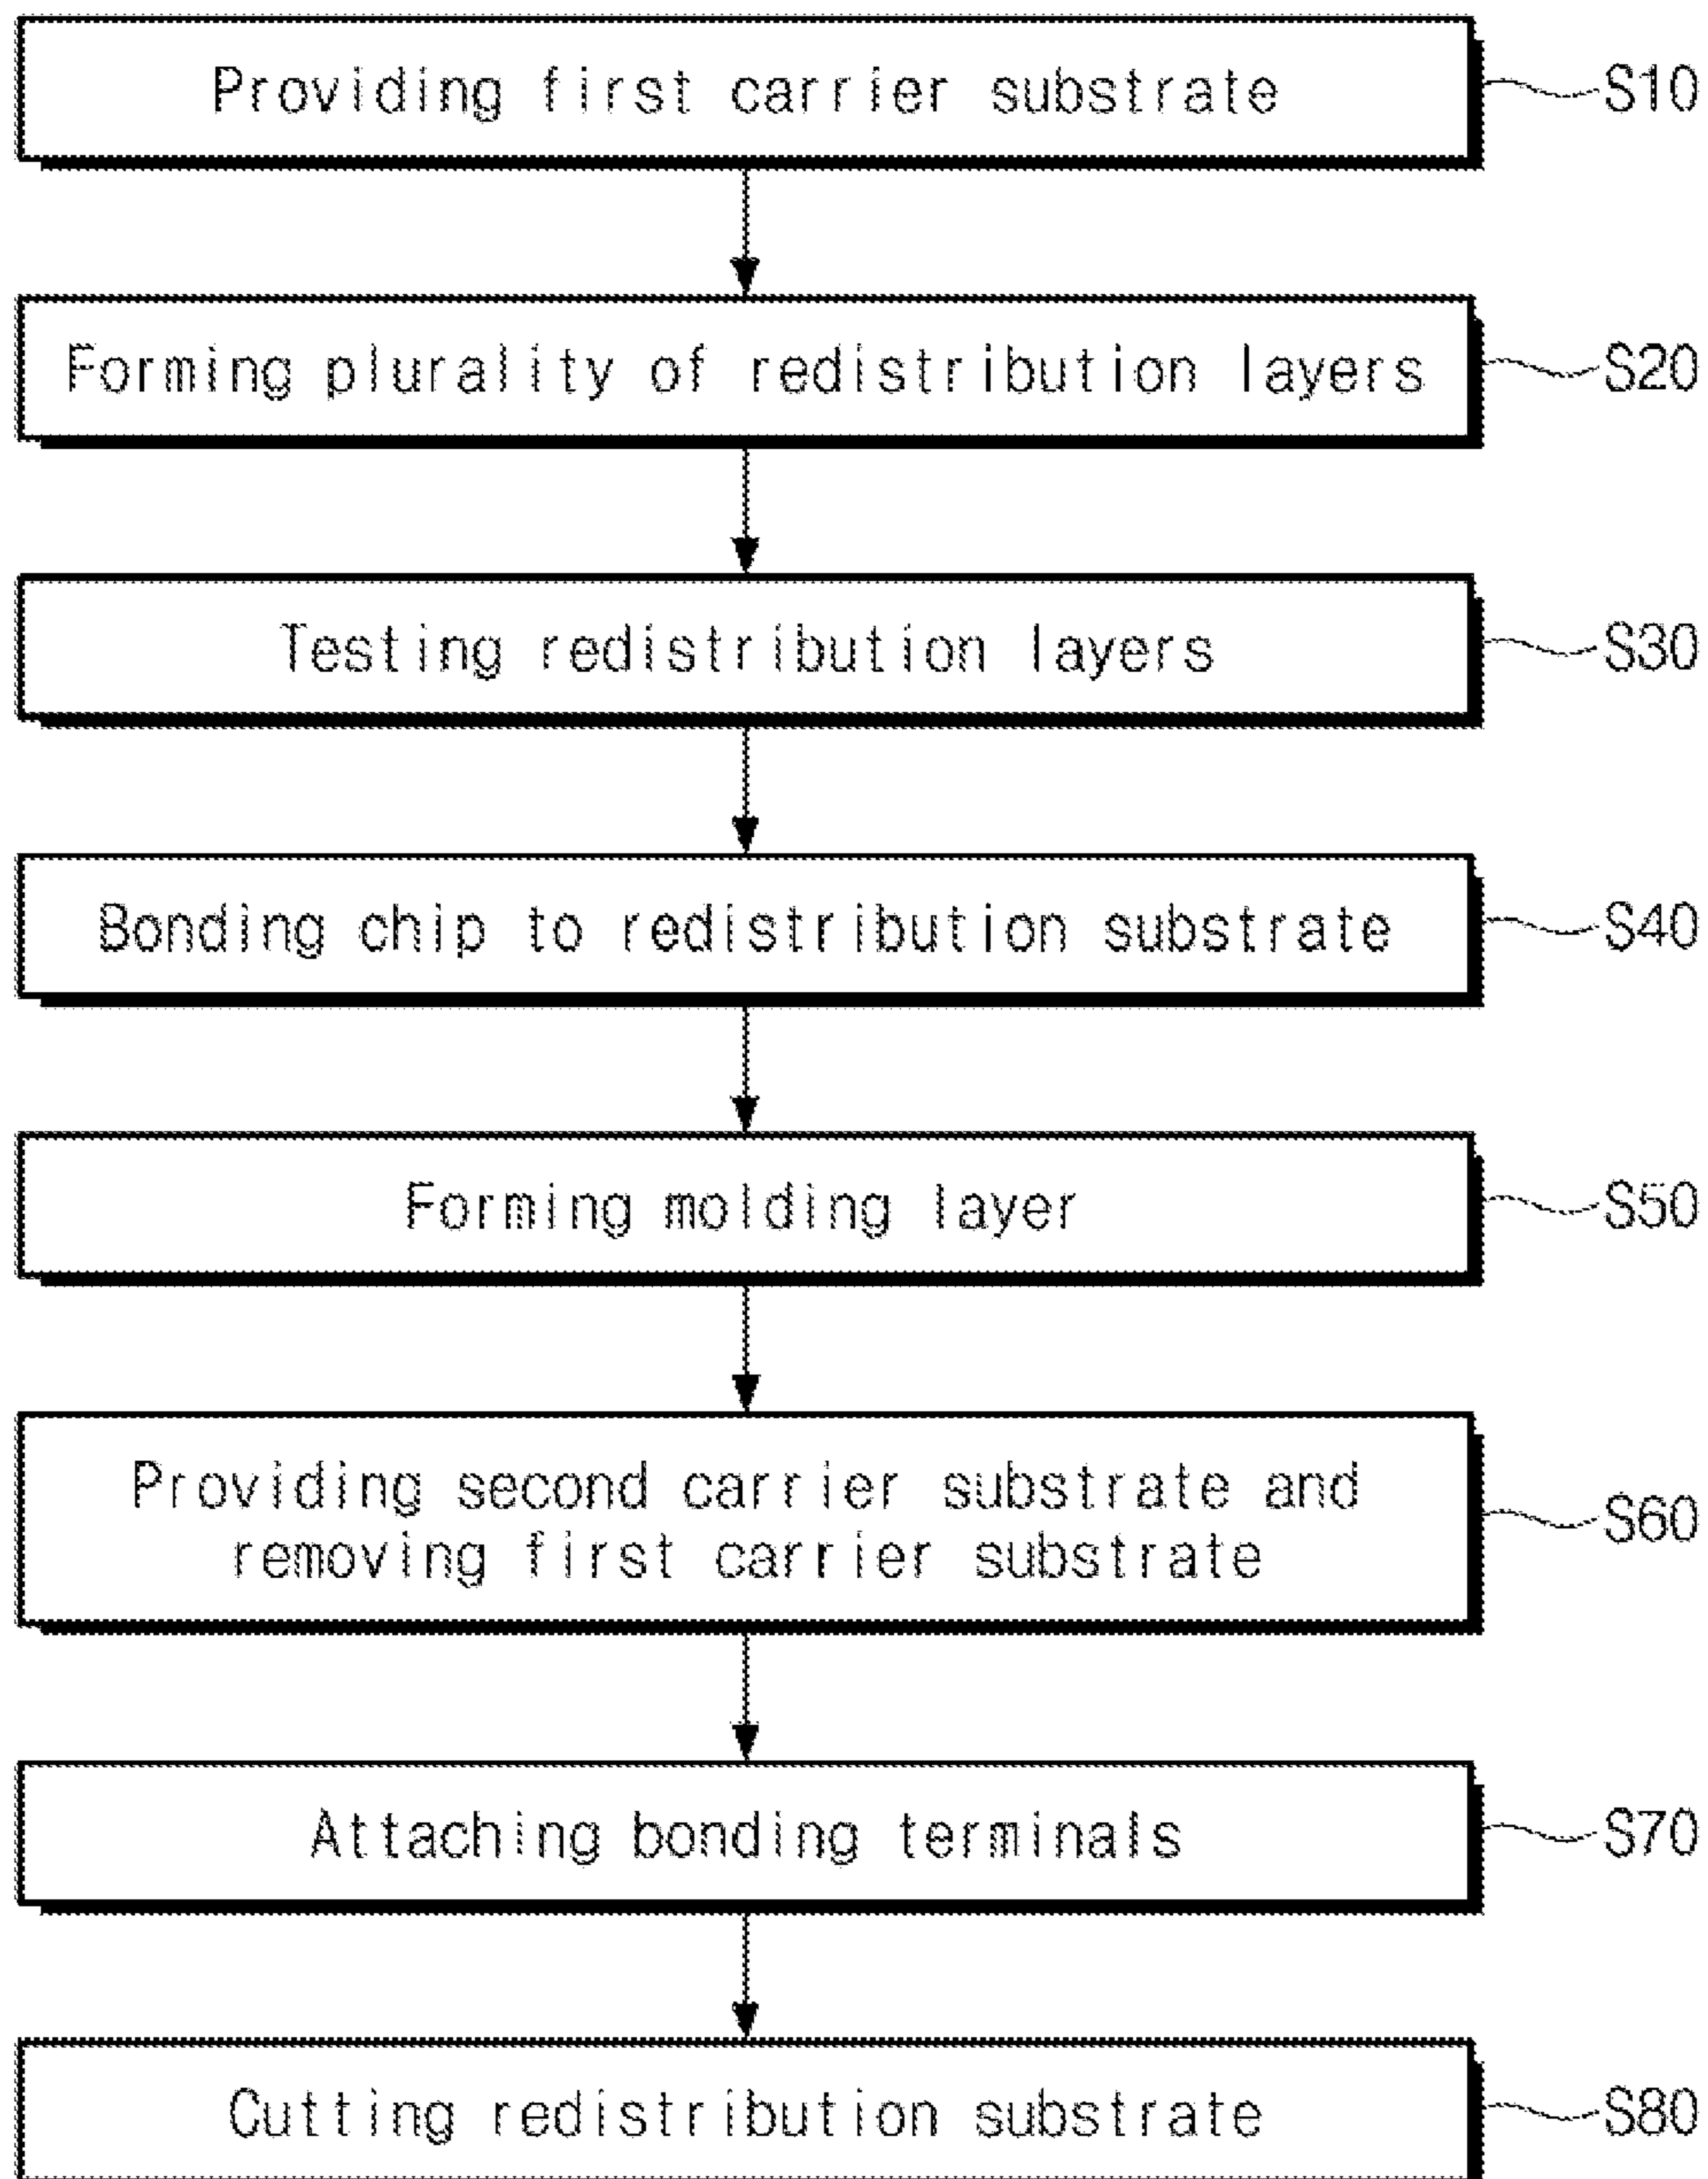 Providing first carrier substrate
S10
Forming plurality of redistribution layers
S20
Testing redistribution layers
S30
Bonding chip to redistribution substrate
S40
Forming molding layer
S50
Providing second carrier substrate and
removing first carrier substrate
S60
Attaching bonding terminals
S70
Cutting redistribution substrate
S80